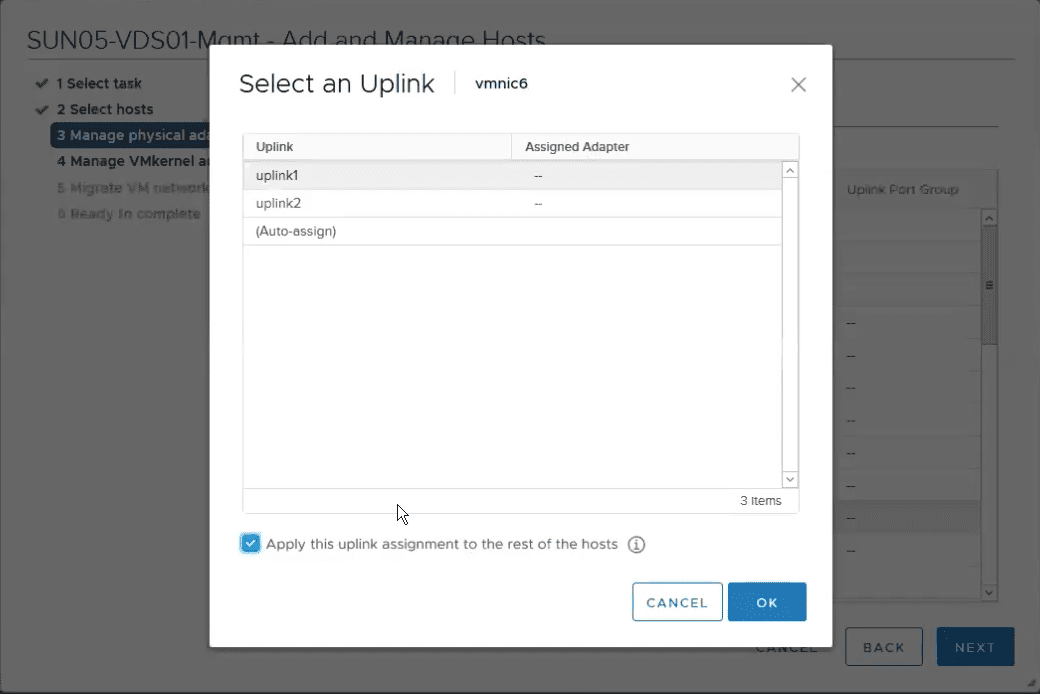 SUN05-VDS01-Mgmt - Add and Manage Hosts
1 Select task
2 Select hosts
3 Manage physical ada
4 Manage VMkernel a
5 Migrate VM network
6 Ready to complete
Select an Uplink
vmnic6
Uplink Assigned Adapter
uplink1 --
uplink2 --
(Auto-assign)
3 items
Apply this uplink assignment to the rest of the hosts
CANCEL OK
Uplink Port Group
--
--
--
--
--
--
--
--
CANCEL BACK NEXT